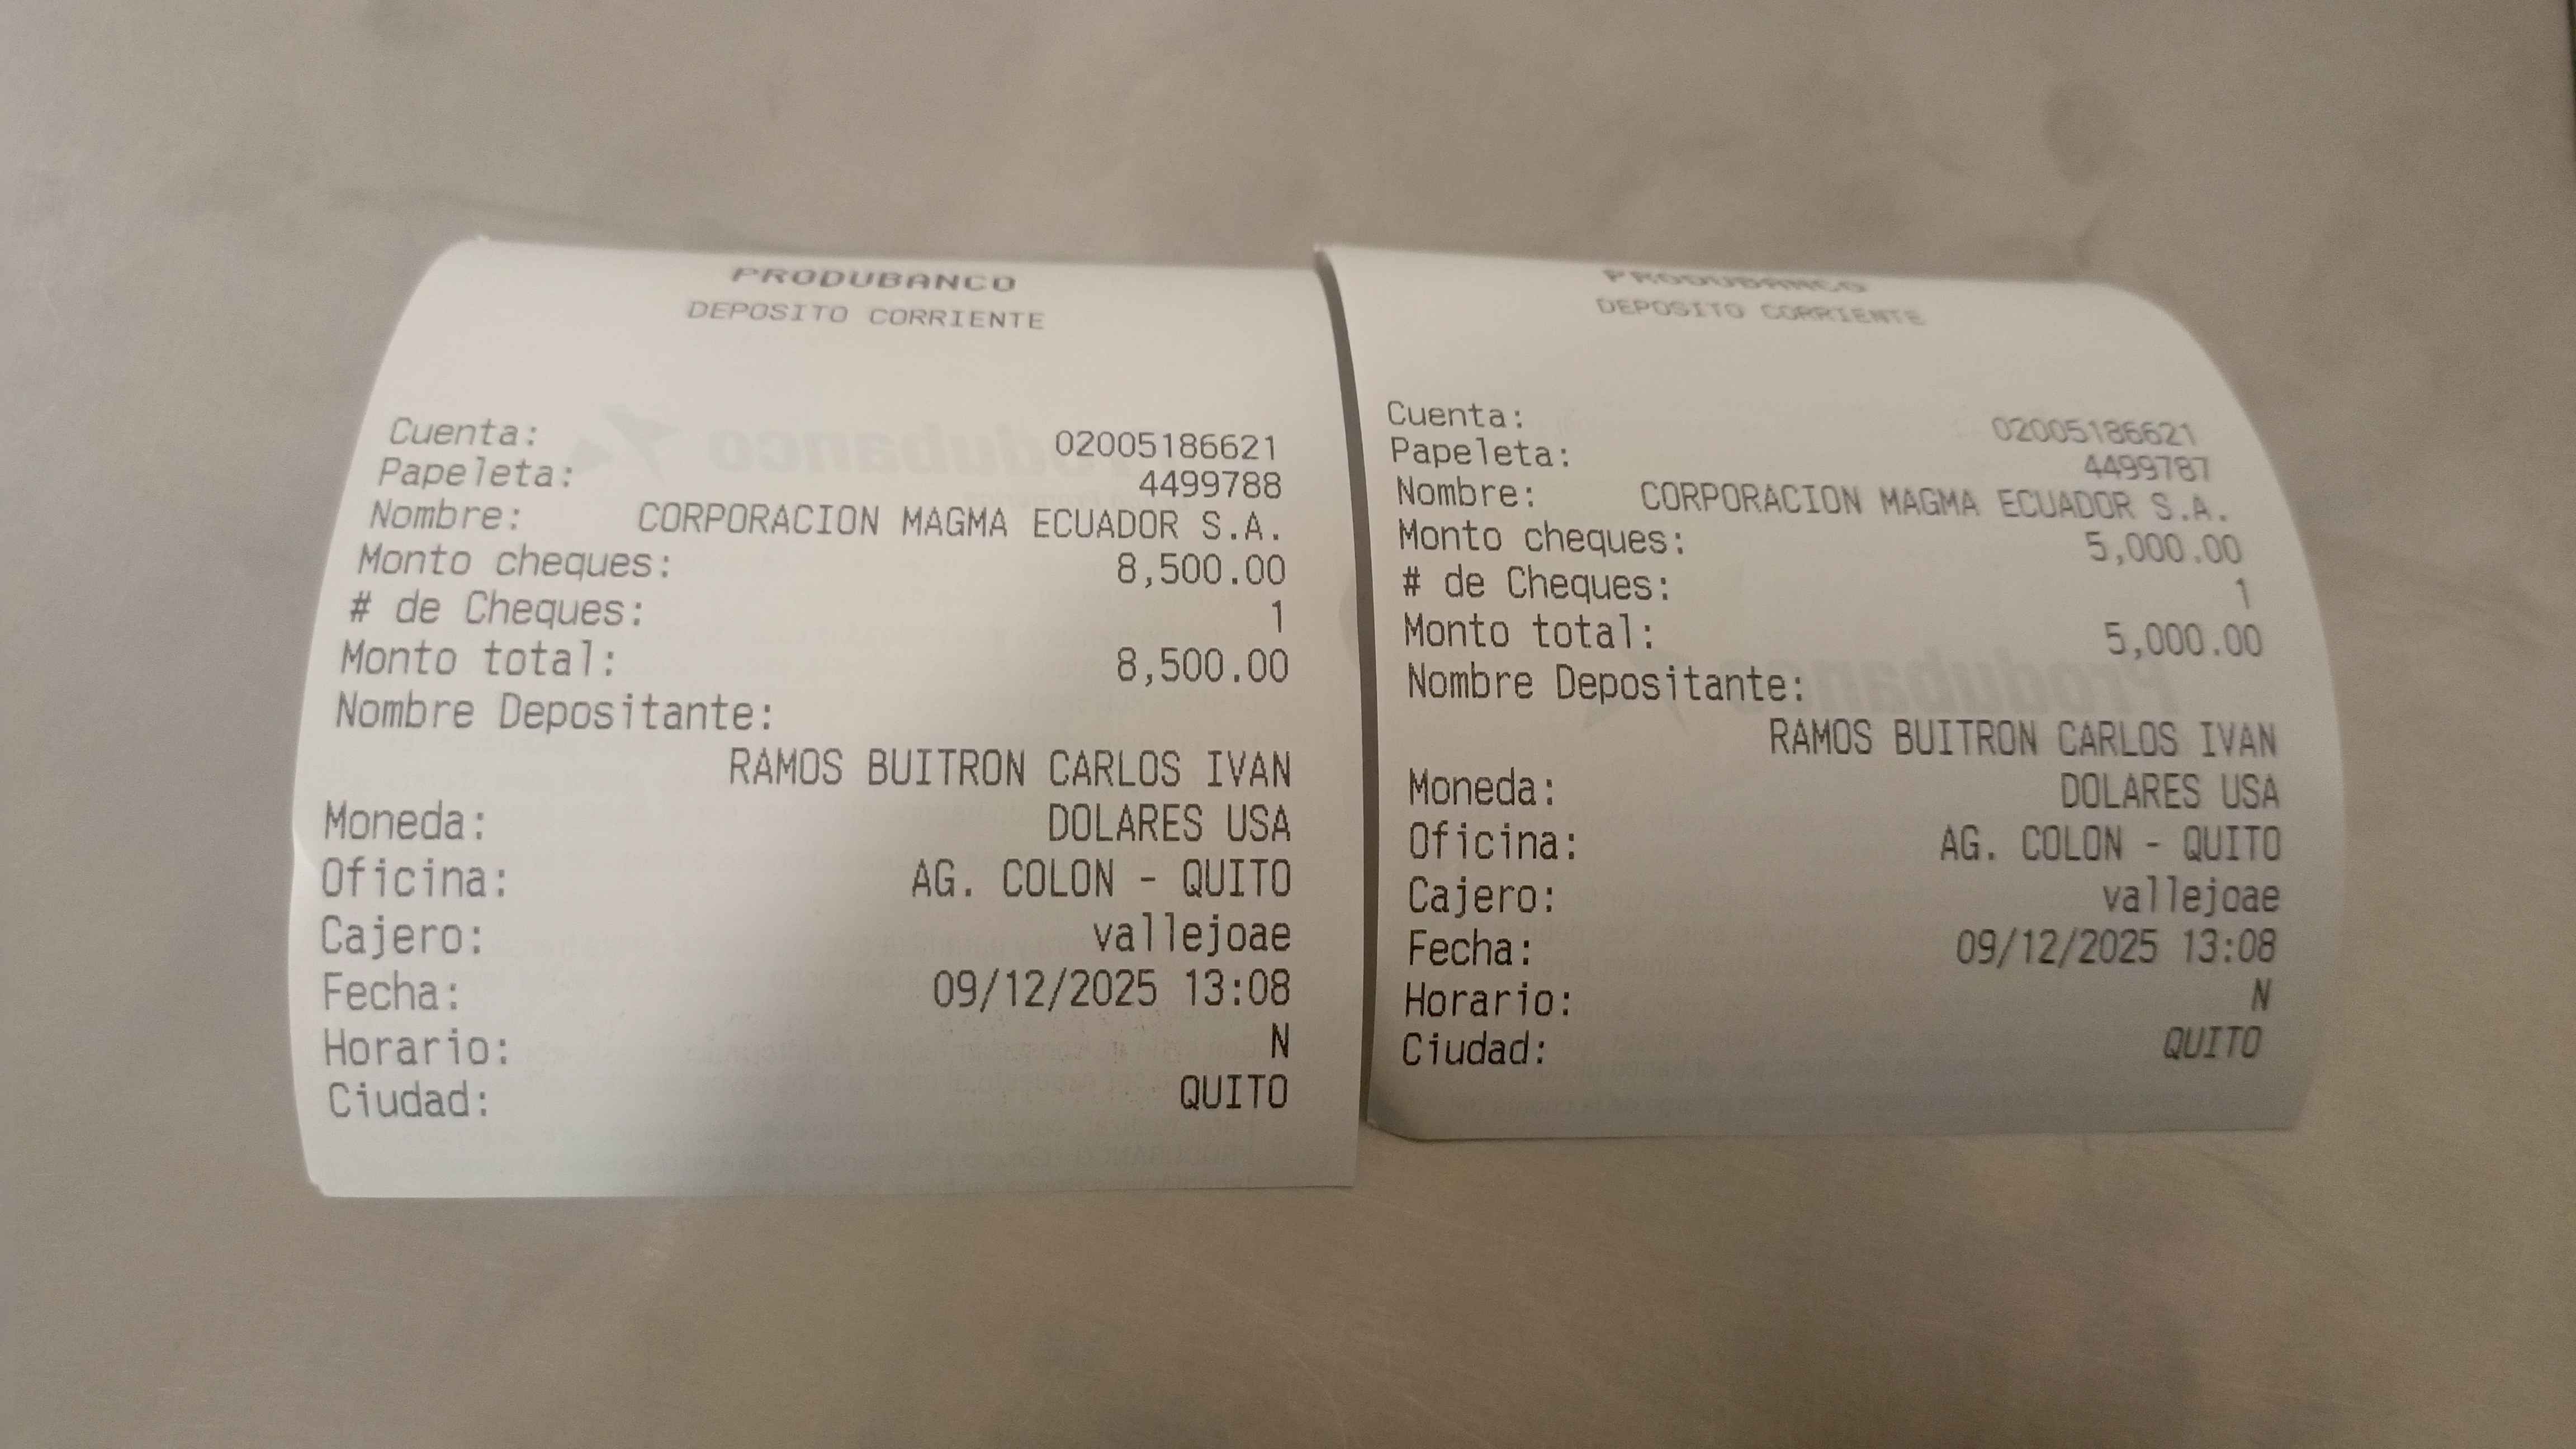 PRODUBANCO
DEPOSITO CORRIENTE
Cuenta: 02005186621
Papeleta: 4499788
Nombre: CORPORACION MAGMA ECUADOR S.A.
Monto cheques: 8,500.00
# de Cheques: 1
Monto total: 8,500.00
Nombre Depositante:
RAMOS BUITRON CARLOS IVAN
Moneda: DOLARES USA
Oficina: AG. COLON - QUITO
Cajero: vallejoae
Fecha: 09/12/2025 13:08
Horario: N
Ciudad: QUITO
PRODUBANCO
DEPOSITO CORRIENTE
Cuenta: 02005186621
Papeleta: 4499787
Nombre: CORPORACION MAGMA ECUADOR S.A.
Monto cheques: 5,000.00
# de Cheques: 1
Monto total: 5,000.00
Nombre Depositante:
RAMOS BUITRON CARLOS IVAN
Moneda: DOLARES USA
Oficina: AG. COLON - QUITO
Cajero: vallejoae
Fecha: 09/12/2025 13:08
Horario: N
Ciudad: QUITO